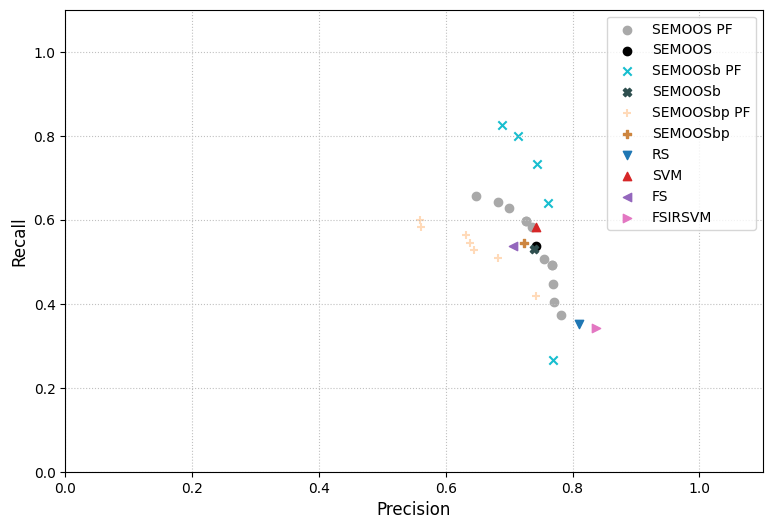 SEMOOS PF
SEMOOS
SEMOOSb PF
SEMOOSb
SEMOOSbp PF
SEMOOSbp
RS
SVM
FS
FSIRSVM
1.0
0.8
0.6
0.4
0.2
0.0
Recall
0.0 0.2 0.4 0.6 0.8 1.0
Precision